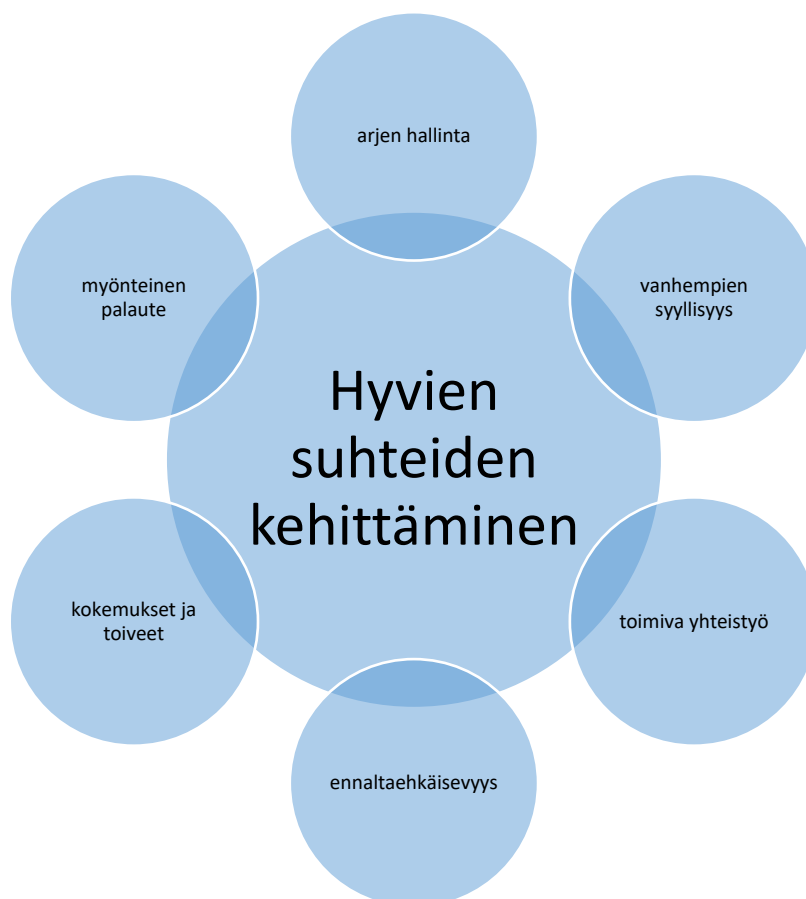 arjen hallinta
myönteinen
palaute
vanhempien
syyllisyys
Hyvien
suhteiden
kehittäminen
kokemukset ja
toiveet
toimiva yhteistyö
ennaltaehkäisevyys